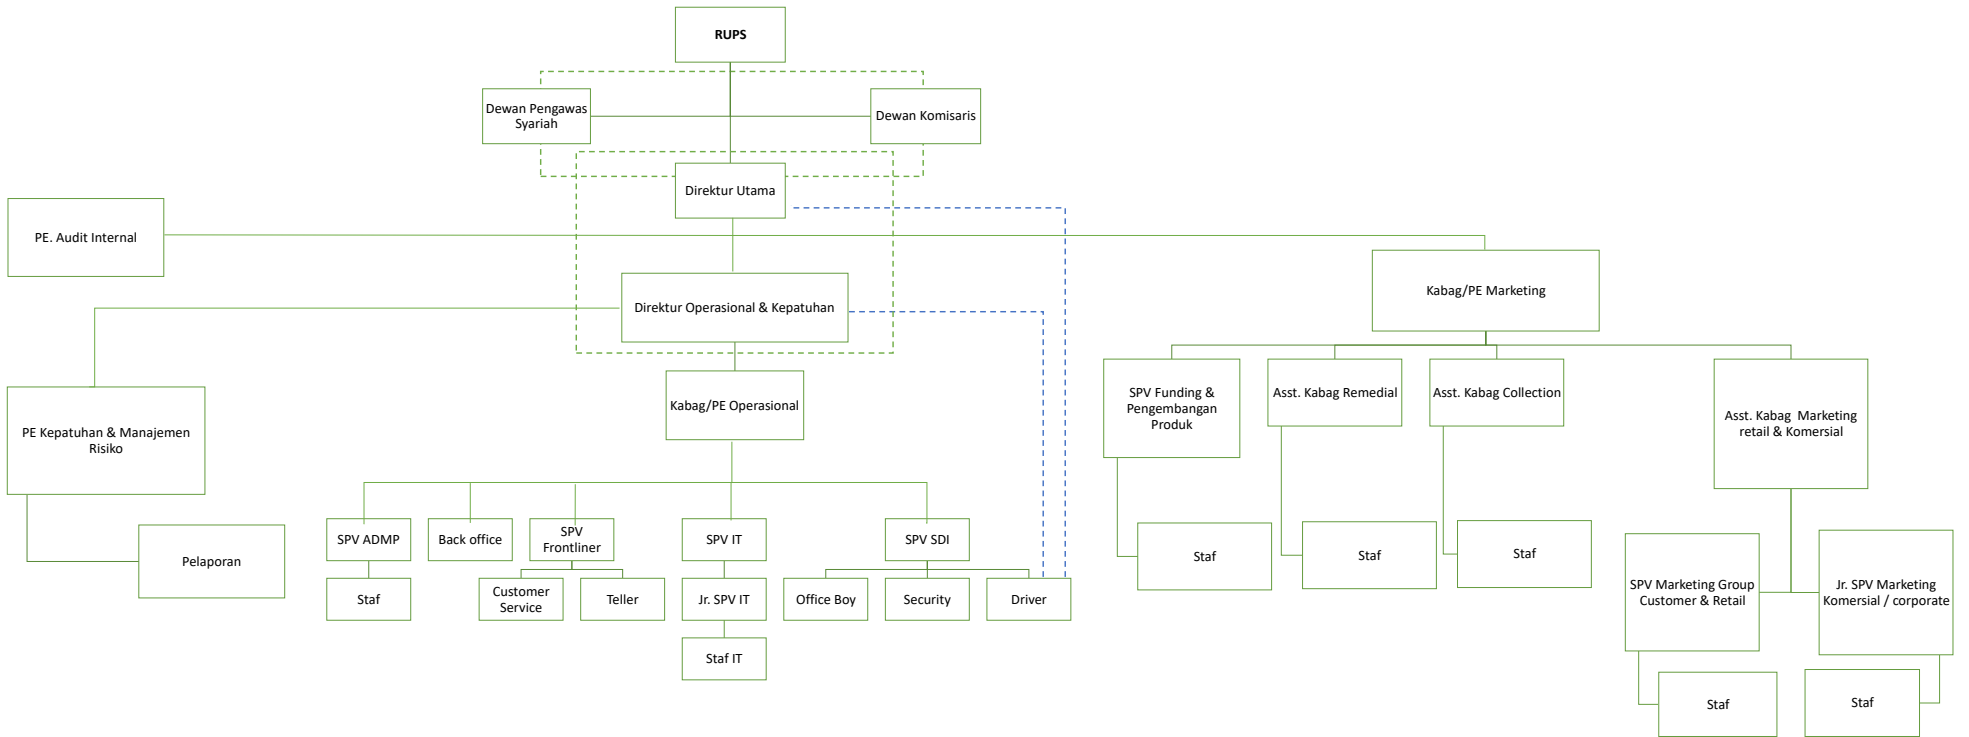 RUPS
Dewan Pengawas
Syariah
Dewan Komisaris
Direktur Utama
PE. Audit Internal
Direktur Operasional & Kepatuhan
Kabag/PE Marketing
Kabag/PE Operasional
PE Kepatuhan & Manajemen
Risiko
Pelaporan
SPV Funding &
Pengembangan
Produk
Asst. Kabag Remedial
Asst. Kabag Collection
Asst. Kabag  Marketing
retail & Komersial
SPV ADMP
Back office
SPV
Frontliner
SPV IT
SPV SDI
Staf
Customer
Service
Teller
Jr. SPV IT
Office Boy
Security
Driver
Staf IT
Staf
Staf
Staf
SPV Marketing Group
Customer & Retail
Jr. SPV Marketing
Komersial / corporate
Staf
Staf